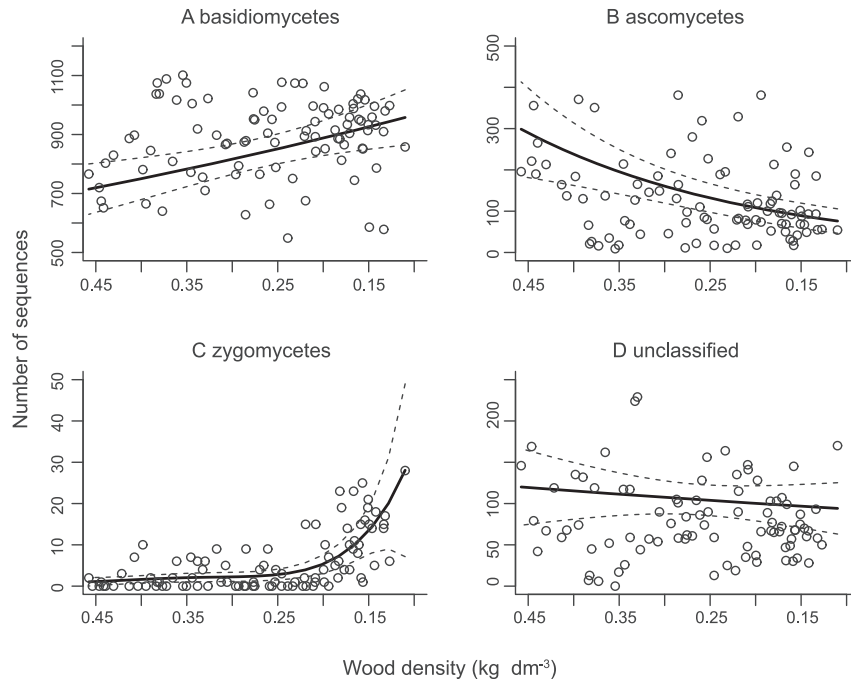 A basidiomycetes
1100
900
700
500
0.45 0.35 0.25 0.15
B ascomycetes
500
300
100
0
0.45 0.35 0.25 0.15
Number of sequences
C zygomycetes
50
40
30
20
10
0
0.45 0.35 0.25 0.15
D unclassified
200
100
50
0
0.45 0.35 0.25 0.15
Wood density (kg dm⁻³)